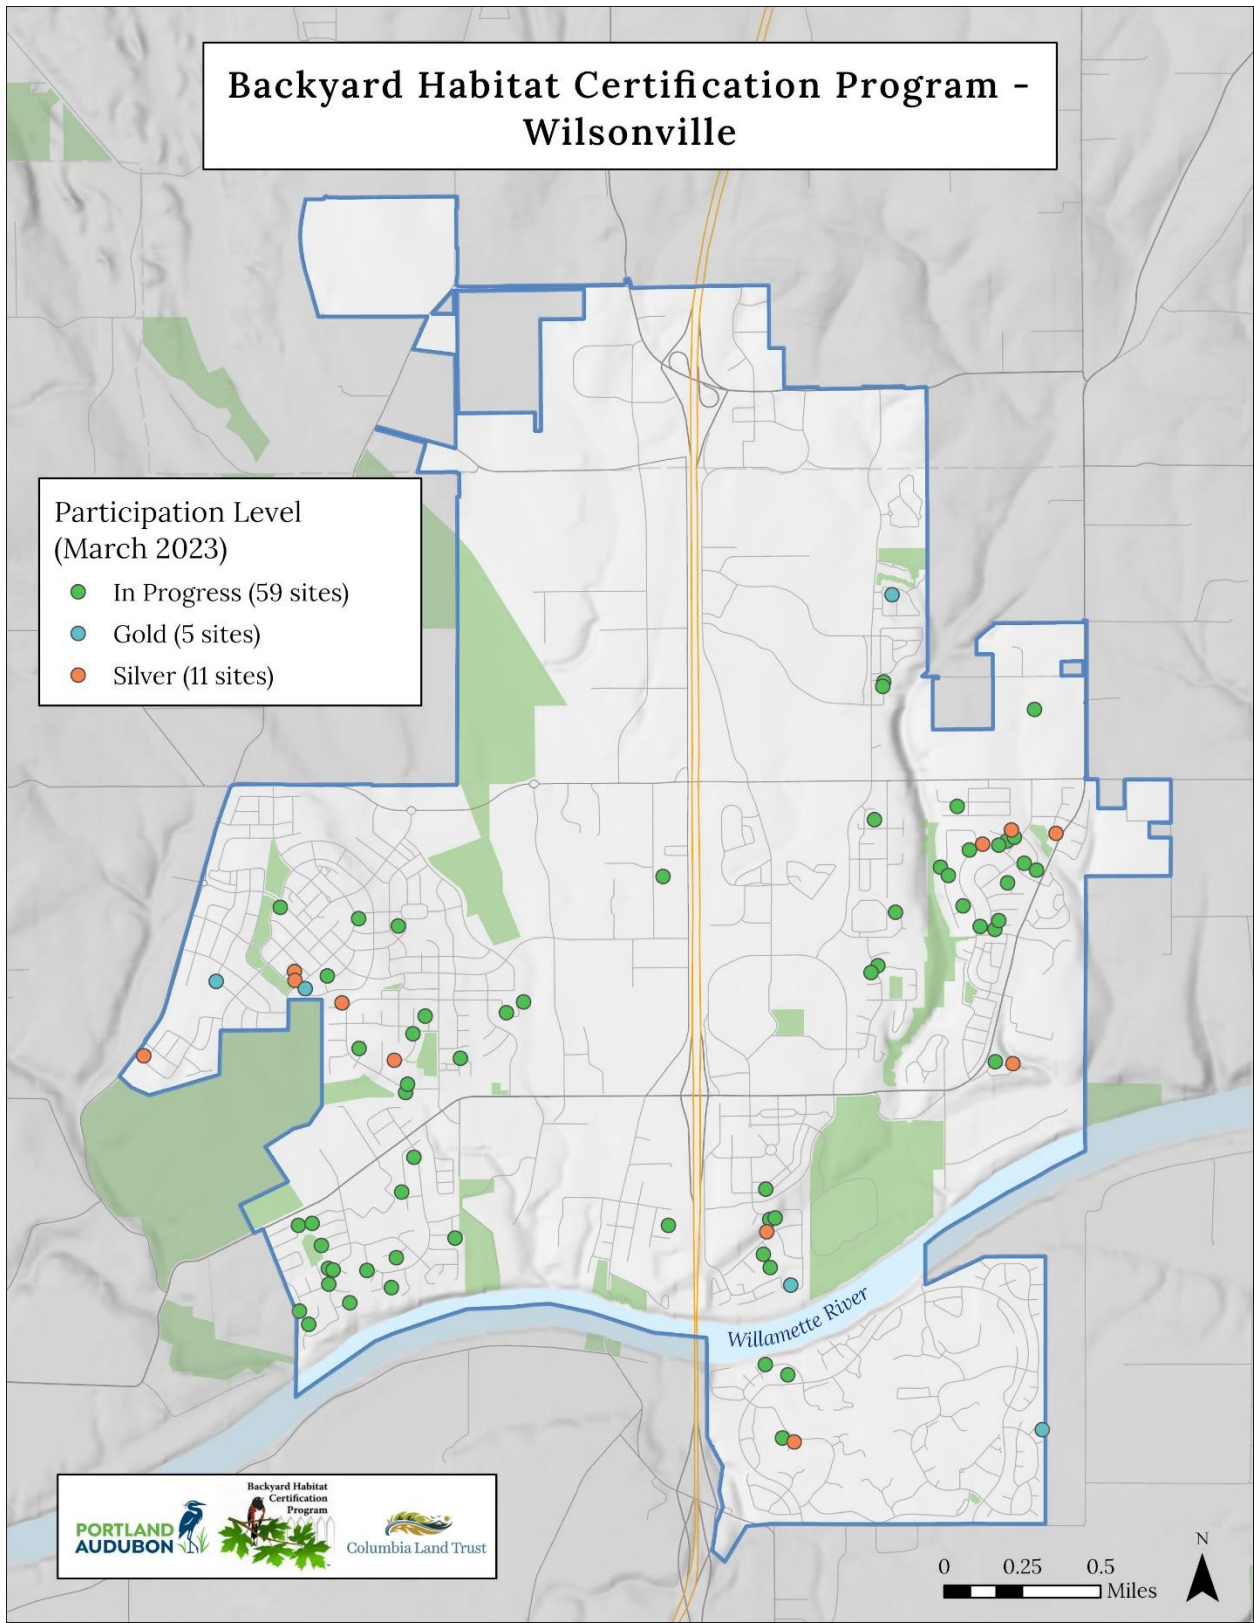 Backyard Habitat Certification Program -
Wilsonville
Participation Level
(March 2023)
In Progress (59 sites)
Gold (5 sites)
Silver (11 sites)
Willamette River
PORTLAND
AUDUBON
Backyard Habitat
Certification
Program
Columbia Land Trust
N
0 0.25 0.5
Miles